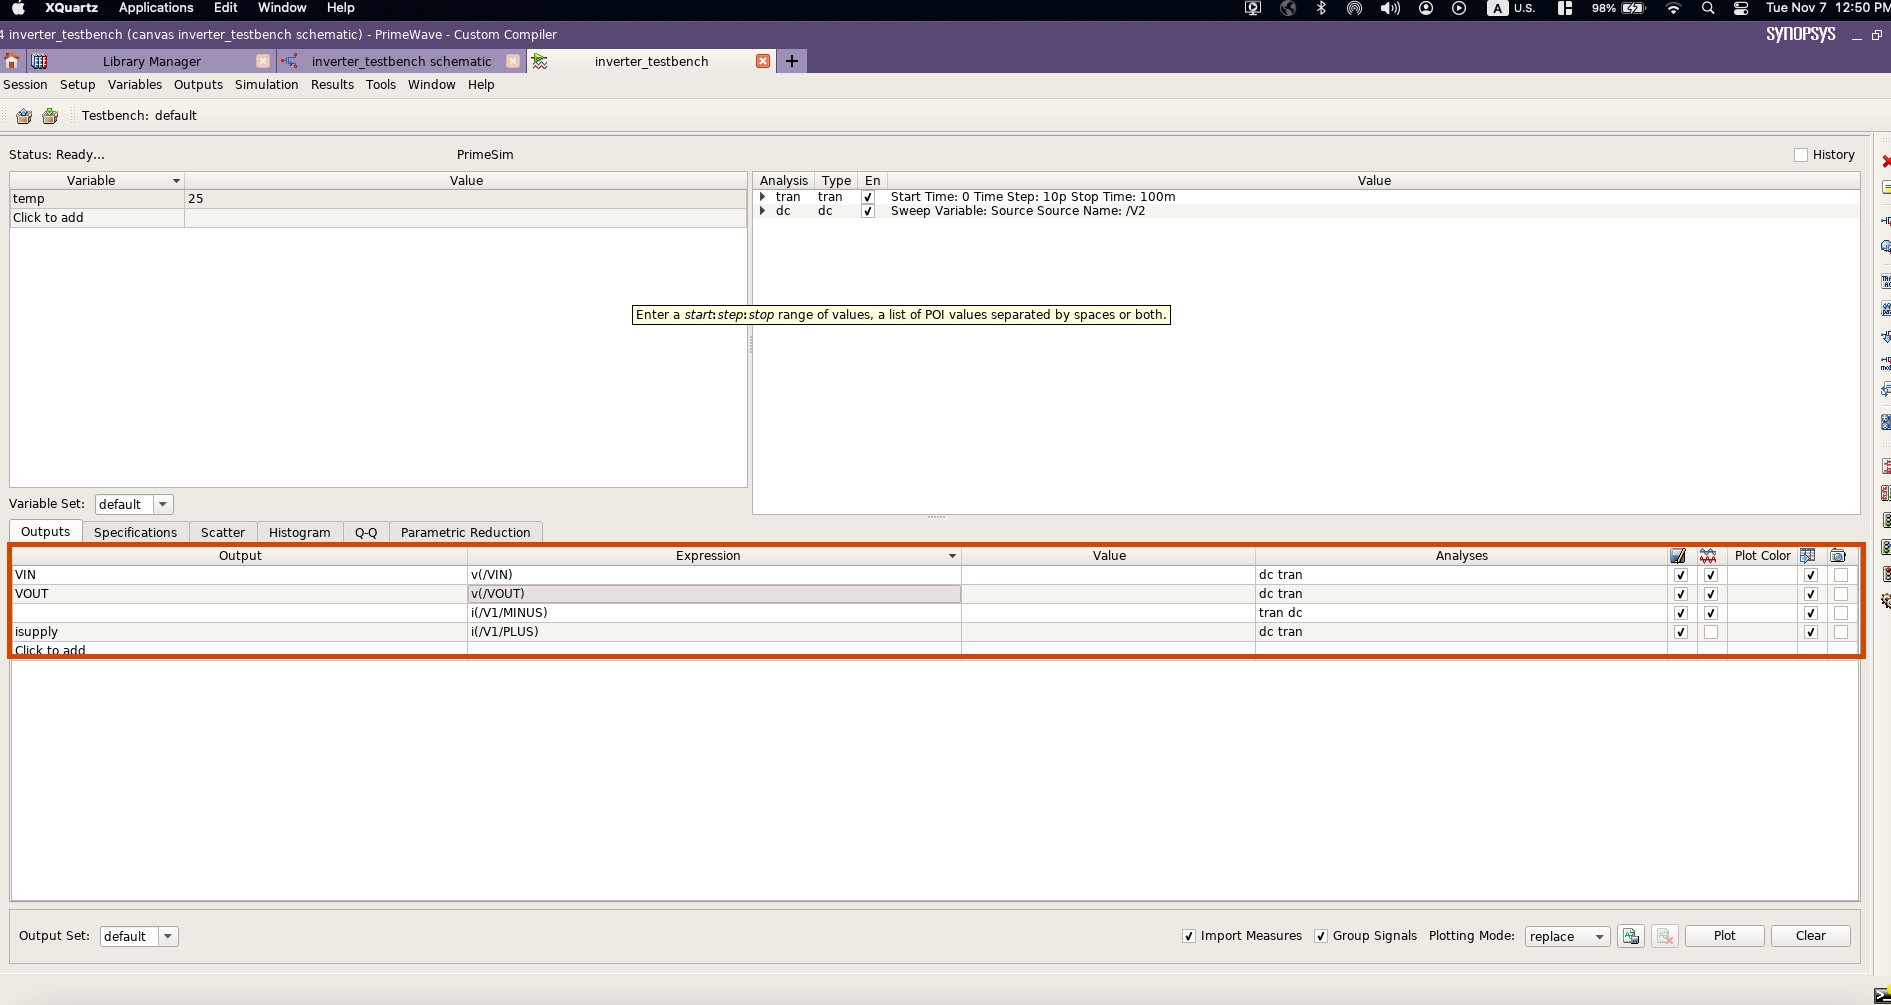 XQuartz Applications Edit Window Help A U.S. 98% Tue Nov 7 12:50 PM
4 inverter_testbench (canvas inverter_testbench schematic) - PrimeWave - Custom Compiler SYNOPSYS
Library Manager inverter_testbench schematic inverter_testbench +
Session Setup Variables Outputs Simulation Results Tools Window Help
Testbench: default
Status: Ready... PrimeSim History
Variable Value Analysis Type En Value
temp 25 tran tran Start Time: 0 Time Step: 10p Stop Time: 100m
Click to add dc dc Sweep Variable: Source Source Name: /V2
Enter a start:step:stop range of values, a list of POI values separated by spaces or both.
Variable Set: default
Outputs Specifications Scatter Histogram Q-Q Parametric Reduction
Output Expression Value Analyses Plot Color
VIN v(/VIN) dc tran
VOUT v(/VOUT) dc tran
i(/V1/MINUS) tran dc
isupply i(/V1/PLUS) dc tran
Click to add
Output Set: default Import Measures Group Signals Plotting Mode: replace Plot Clear